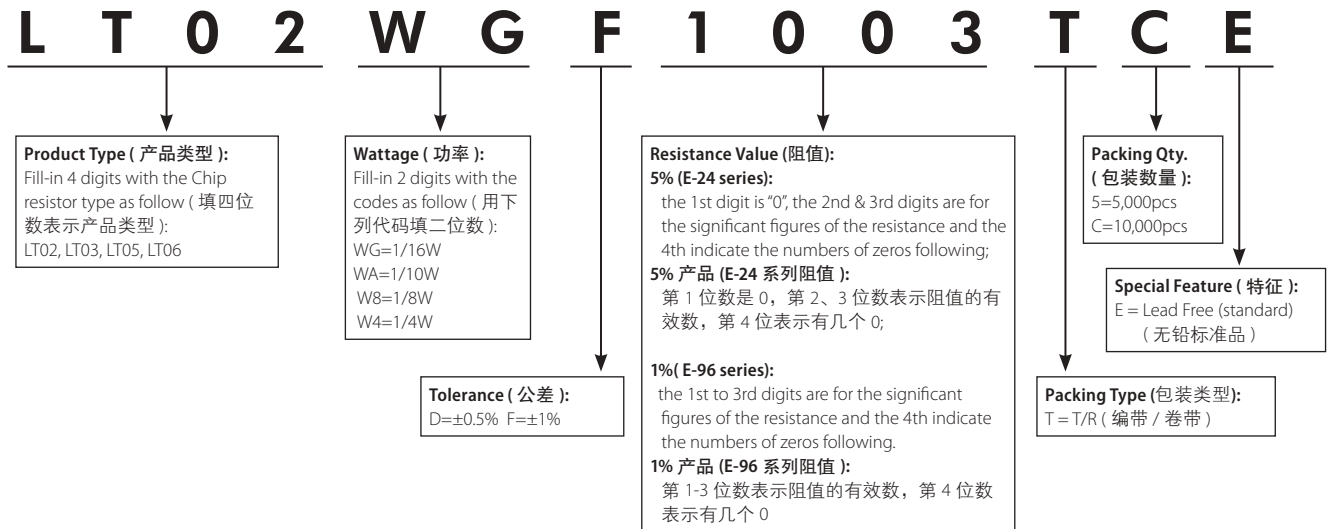 L T 0 2 W G F 1 0 0 3 T C E
Product Type ( 产品类型 ):
Fill-in 4 digits with the Chip
resistor type as follow ( 填四位
数表示产品类型 ):
LT02, LT03, LT05, LT06
Wattage ( 功率 ):
Fill-in 2 digits with the
codes as follow ( 用下
列代码填二位数 ):
WG=1/16W
WA=1/10W
W8=1/8W
W4=1/4W
Tolerance ( 公差 ):
D=±0.5% F=±1%
Resistance Value (阻值):
5% (E-24 series):
the 1st digit is “0”, the 2nd & 3rd digits are for
the significant figures of the resistance and the
4th indicate the numbers of zeros following;
5% 产品 (E-24 系列阻值 ):
第 1 位数是 0，第 2、3 位数表示阻值的有
效数，第 4 位表示有几个 0;
1%( E-96 series):
the 1st to 3rd digits are for the significant
figures of the resistance and the 4th indicate
the numbers of zeros following.
1% 产品 (E-96 系列阻值 ):
第 1-3 位数表示阻值的有效数，第 4 位数
表示有几个 0
Packing Qty.
( 包装数量 ):
5=5,000pcs
C=10,000pcs
Special Feature ( 特征 ):
E = Lead Free (standard)
( 无铅标准品 )
Packing Type (包装类型):
T = T/R ( 编带 / 卷带 )